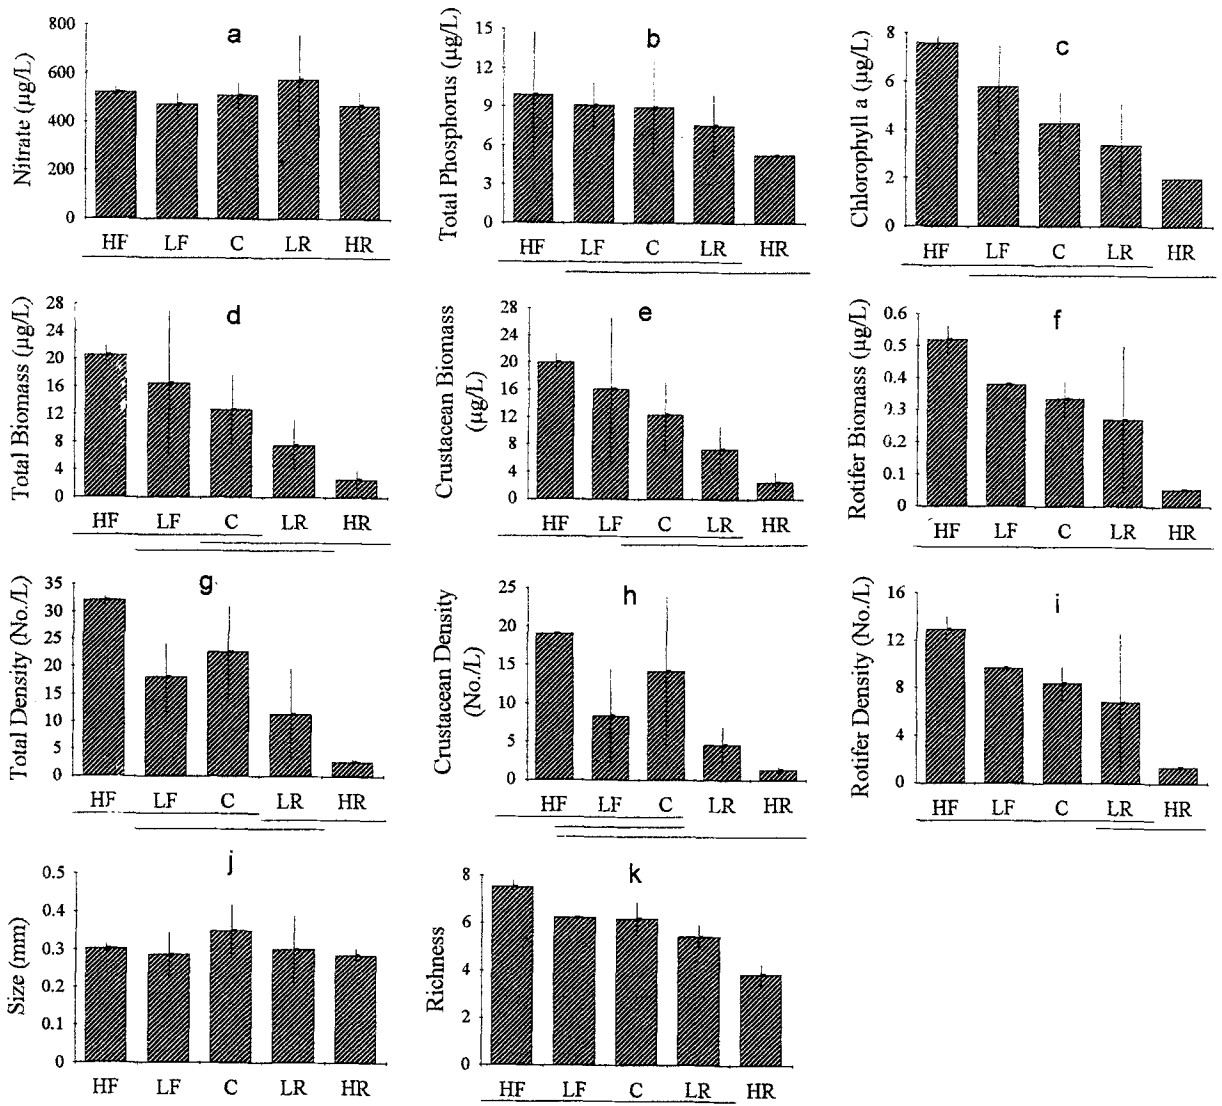 a
Nitrate (µg/L)
800
600
400
200
0
HF LF C LR HR
b
Total Phosphorus (µg/L)
15
12
9
6
3
0
HF LF C LR HR
c
Chlorophyll a (µg/L)
8
6
4
2
0
HF LF C LR HR
d
Total Biomass (µg/L)
28
24
20
16
12
8
4
0
HF LF C LR HR
e
Crustacean Biomass
(µg/L)
28
24
20
16
12
8
4
0
HF LF C LR HR
f
Rotifer Biomass (µg/L)
0.6
0.5
0.4
0.3
0.2
0.1
0
HF LF C LR HR
g
Total Density (No./L)
35
30
25
20
15
10
5
0
HF LF C LR HR
h
Crustacean Density
(No./L)
25
20
15
10
5
0
HF LF C LR HR
i
Rotifer Density (No./L)
16
12
8
4
0
HF LF C LR HR
j
Size (mm)
0.5
0.4
0.3
0.2
0.1
0
HF LF C LR HR
k
Richness
8
6
4
2
0
HF LF C LR HR